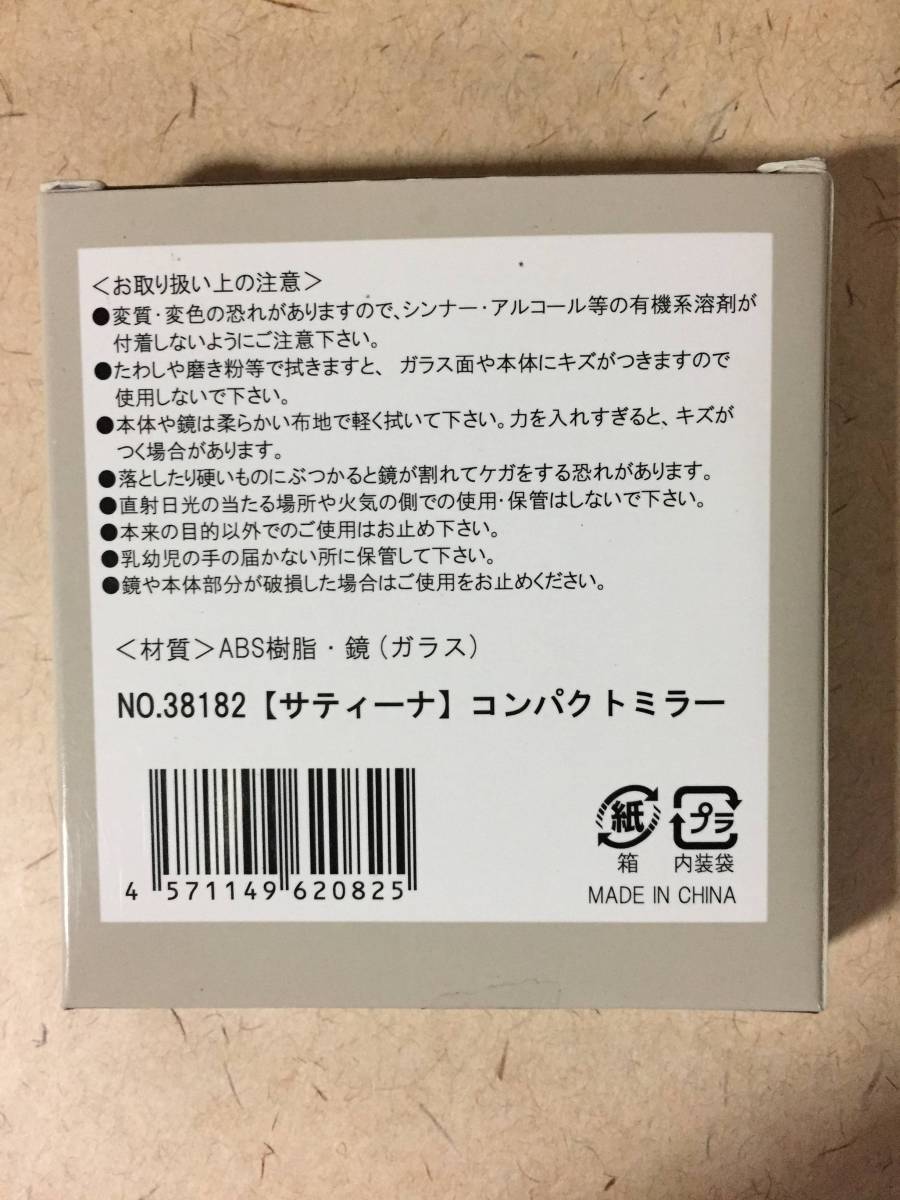 ＜お取り扱い上の注意＞
●変質・変色の恐れがありますので、シンナー・アルコール等の有機系溶剤が
付着しないようにご注意下さい。
●たわしや磨き粉等で拭きますと、 ガラス面や本体にキズがつきますので
使用しないで下さい。
●本体や鏡は柔らかい布地で軽く拭いて下さい。力を入れすぎると、キズが
つく場合があります。
●落としたり硬いものにぶつかると鏡が割れてケガをする恐れがあります。
●直射日光の当たる場所や火気の側での使用・保管はしないで下さい。
●本来の目的以外でのご使用はお止め下さい。
●乳幼児の手の届かない所に保管して下さい。
●鏡や本体部分が破損した場合はご使用をお止めください。
＜材質＞ABS樹脂・鏡（ガラス）
NO.38182【サティーナ】コンパクトミラー
4 571149 620825
紙 プラ
箱 内装袋
MADE IN CHINA